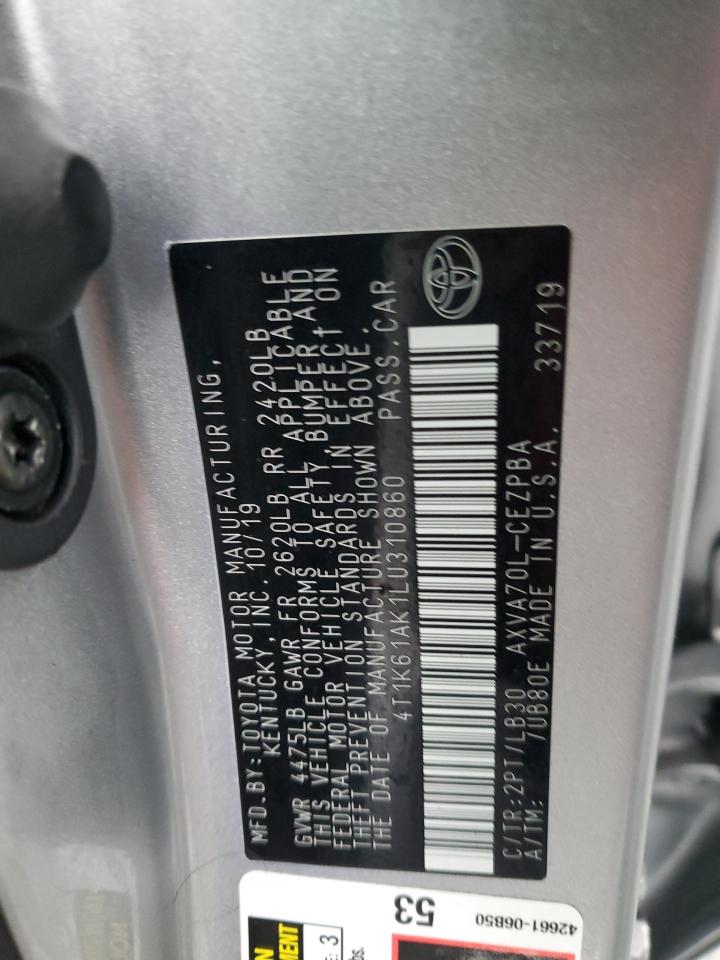 MFD.BY:TOYOTA MOTOR MANUFACTURING,
KENTUCKY, INC. 10/19
GVWR 4475LB GAWR FR 2620LB RR 2420LB
THIS VEHICLE CONFORMS TO ALL APPLICABLE
FEDERAL MOTOR VEHICLE SAFETY BUMPER AND
THEFT PREVENTION STANDARDS IN EFFECT ON
THE DATE OF MANUFACTURE SHOWN ABOVE.
4T1K61AK1LU310860 PASS.CAR
C/TR:2PT/LB30 AXVA70L-CEZPBA
A/TM: 7UB80E MADE IN U.S.A. 33719
53
42661-06B50
3